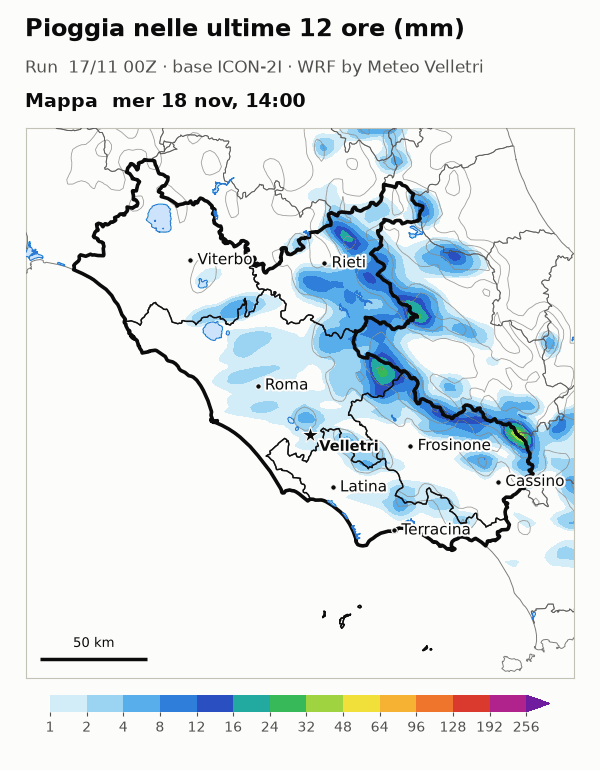 Pioggia nelle ultime 12 ore (mm)
Run  17/11 00Z · base ICON-2I · WRF by Meteo Velletri
Mappa  mer 18 nov, 14:00
Viterbo
Rieti
Roma
Velletri
Frosinone
Latina
Cassino
Terracina
50 km
1 2 4 8 12 16 24 32 48 64 96 128 192 256